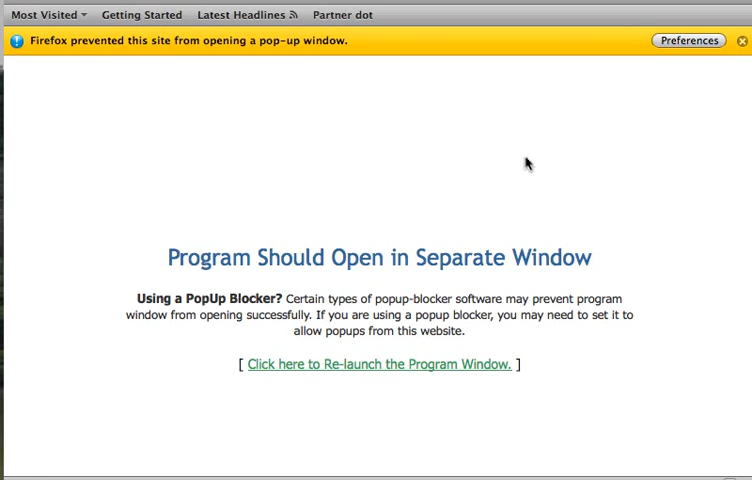 Most Visited Getting Started Latest Headlines Partner dot
Firefox prevented this site from opening a pop-up window. Preferences
Program Should Open in Separate Window
Using a PopUp Blocker? Certain types of popup-blocker software may prevent program
window from opening successfully. If you are using a popup blocker, you may need to set it to
allow popups from this website.
[ Click here to Re-launch the Program Window. ]